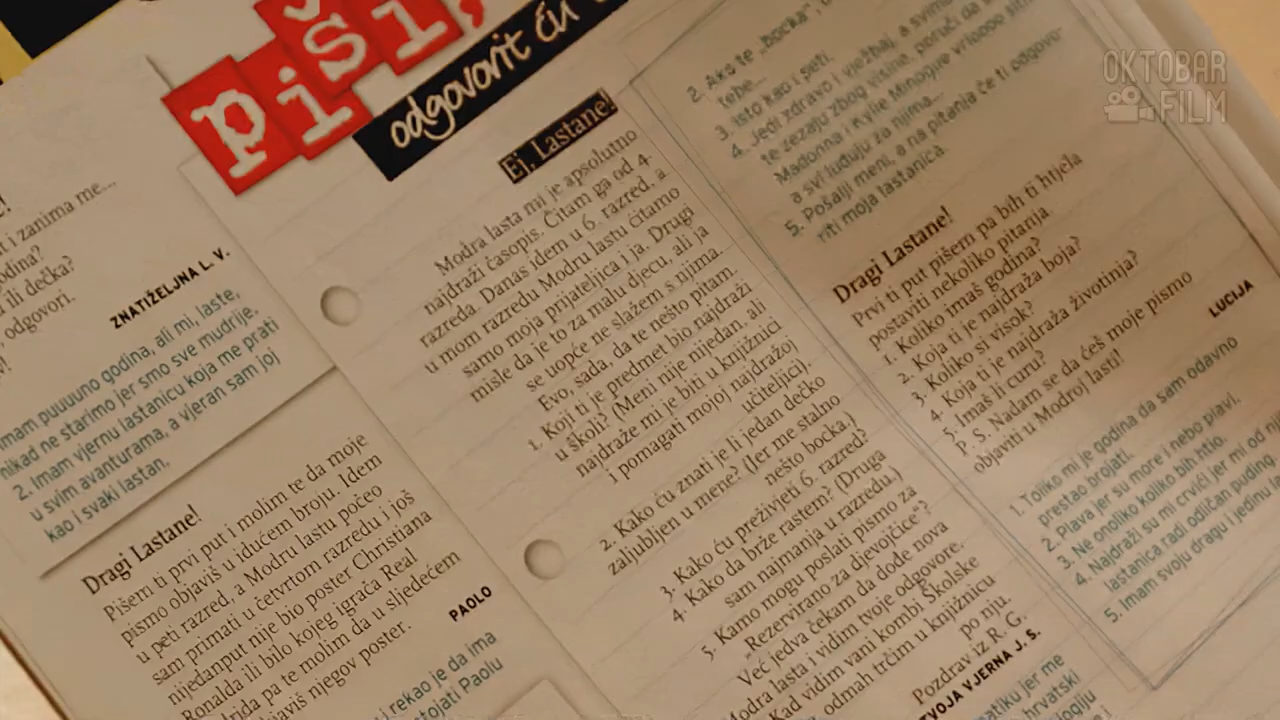 piši,
odgovorit ću
t i zanima me...
odina?
ili dečka?
odgovori.
ZNATIŽELJNA L. V.
imam puuuuno godina, ali mi, laste,
nikad ne starimo jer smo sve mudrije.
2. Imam vjernu lastanicu koja me prati
u svim avanturama, a vjeran sam joj
kao i svaki lastan.
Dragi Lastane!
Pišem ti prvi put i molim te da moje
pismo objaviš u idućem broju. Idem
u peti razred, a Modru lastu počeo
sam primati u četvrtom razredu i još
nijedanput nije bio poster Christiana
Ronalda ili bilo kojeg igrača Real
drida pa te molim da u sljedećem
objaviš njegov poster.
PAOLO
i rekao je da ima
stojati Paolu
Ej, Lastane!
Modra lasta mi je apsolutno
najdraži časopis. Čitam ga od 4.
razreda. Danas idem u 6. razred, a
u mom razredu Modru lastu čitamo
samo moja prijateljica i ja. Drugi
misle da je to za malu djecu, ali ja
se uopće ne slažem s njima.
Evo, sada, da te nešto pitam.
1. Koji ti je predmet bio najdraži
u školi? (Meni nije nijedan, ali
najdraže mi je biti u knjižnici
i pomagati mojoj najdražoj
učiteljici).
2. Kako ću znati je li jedan dečko
zaljubljen u mene? (Jer me stalno
nešto bocka.)
3. Kako ću preživjeti 6. razred?
4. Kako da brže rastem? (Druga
sam najmanja u razredu.)
5. Kamo mogu poslati pismo za
„Rezervirano za djevojčice“?
Već jedva čekam da dođe nova
Modra lasta i vidim tvoje odgovore.
Kad vidim vani kombi Školske
odmah trčim u knjižnicu
po nju.
Pozdrav iz R. G.
TVOJA VJERNA J. S.
matiku jer me
hrvatski
2. Ako te „bocka“,
tebe...
3. Isto kao i peti.
4. Jedi zdravo i vježbaj, a svima
te zezaju zbog visine, poruči da s
Madonna i Kylie Minogue
a svi luduju za njima...
5. Pošalji meni, a na pitanja će ti odgovo-
riti moja lastanica.
Dragi Lastane!
Prvi ti put pišem pa bih ti htjela
postaviti nekoliko pitanja.
1. Koliko imaš godina?
2. Koja ti je najdraža boja?
3. Koliko si visok?
4. Koja ti je najdraža životinja?
5. Imaš li curu?
P. S. Nadam se da ćeš moje pismo
objaviti u Modroj lasti!
LUCIJA
1. Toliko mi je godina da sam odavno
prestao brojati.
2. Plava jer su more i nebo plavi.
3. Ne onoliko koliko bih htio.
4. Najdraži su mi crvići jer mi od nji
lastanica radi odličan puding.
5. Imam svoju dragu i jedinu la
OKTOBAR
FILM